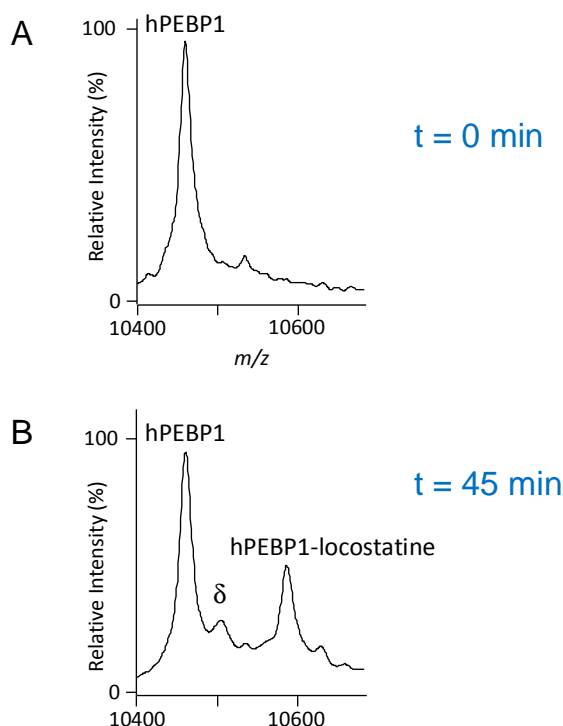 A
hPEBP1
100
Relative Intensity (%)
t = 0 min
0
10400
10600
m/z
B
hPEBP1
100
Relative Intensity (%)
t = 45 min
hPEBP1-locostatine
δ
0
10400
10600